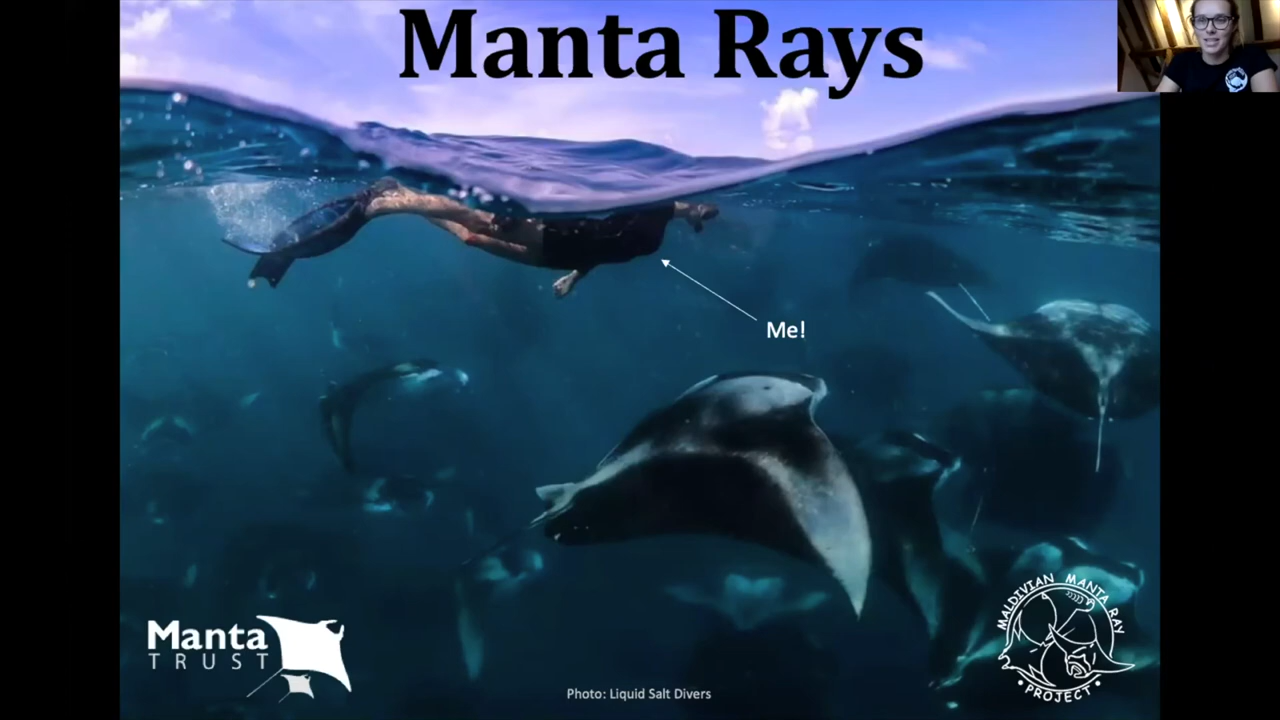 Manta Rays
Me!
Manta
TRUST
MALDIVIAN MANTA RAY
• PROJECT •
Photo: Liquid Salt Divers